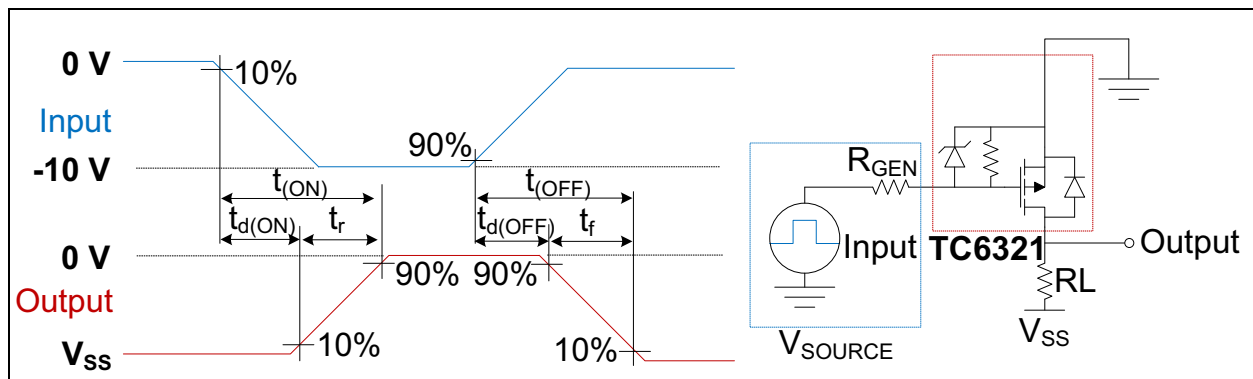 0 V
10%
Input
90%
-10 V
t(ON)
t(OFF)
td(ON)
tr
td(OFF)
tf
0 V
90%
90%
Output
10%
10%
VSS
RGEN
Input
TC6321
Output
RL
VSS
VSOURCE